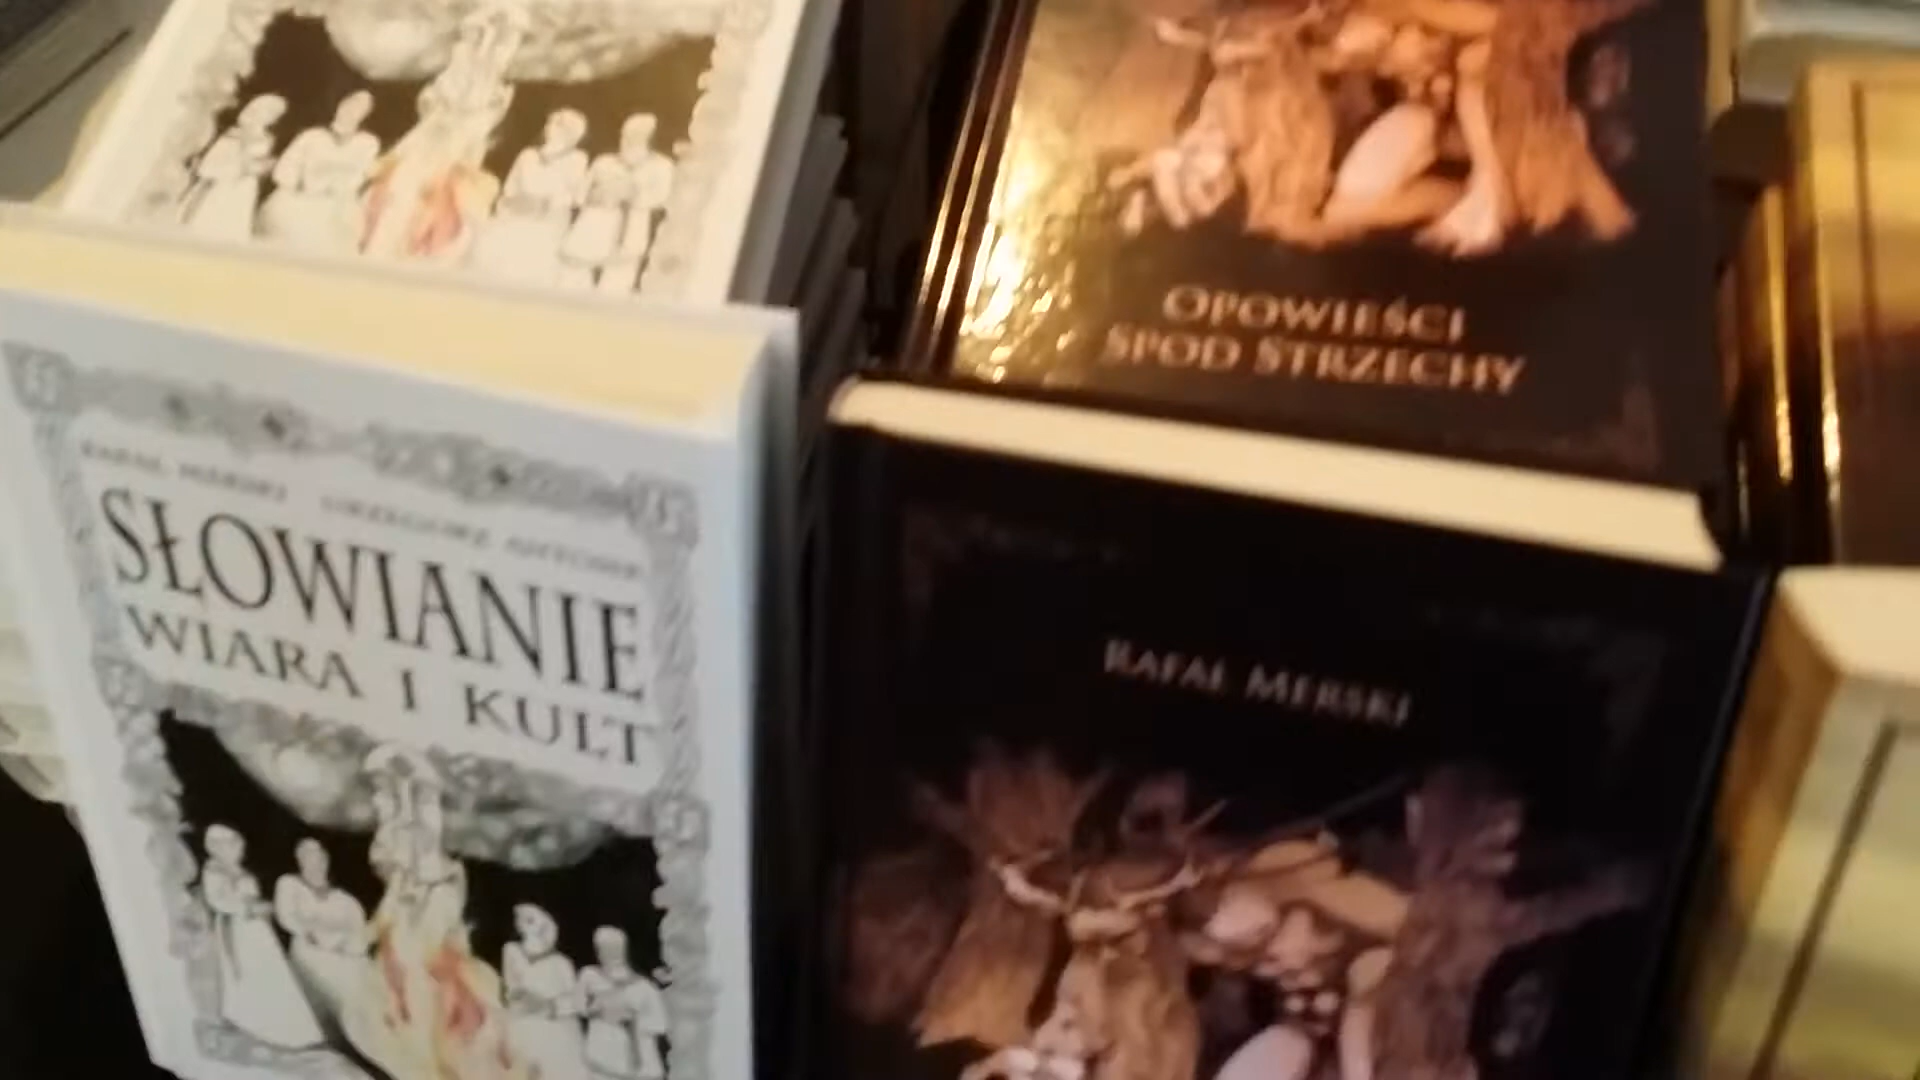 SŁOWIANIE
WIARA I KULT
OPOWIEŚCI
SPOD STRZECHY
RAFAŁ MERSKI